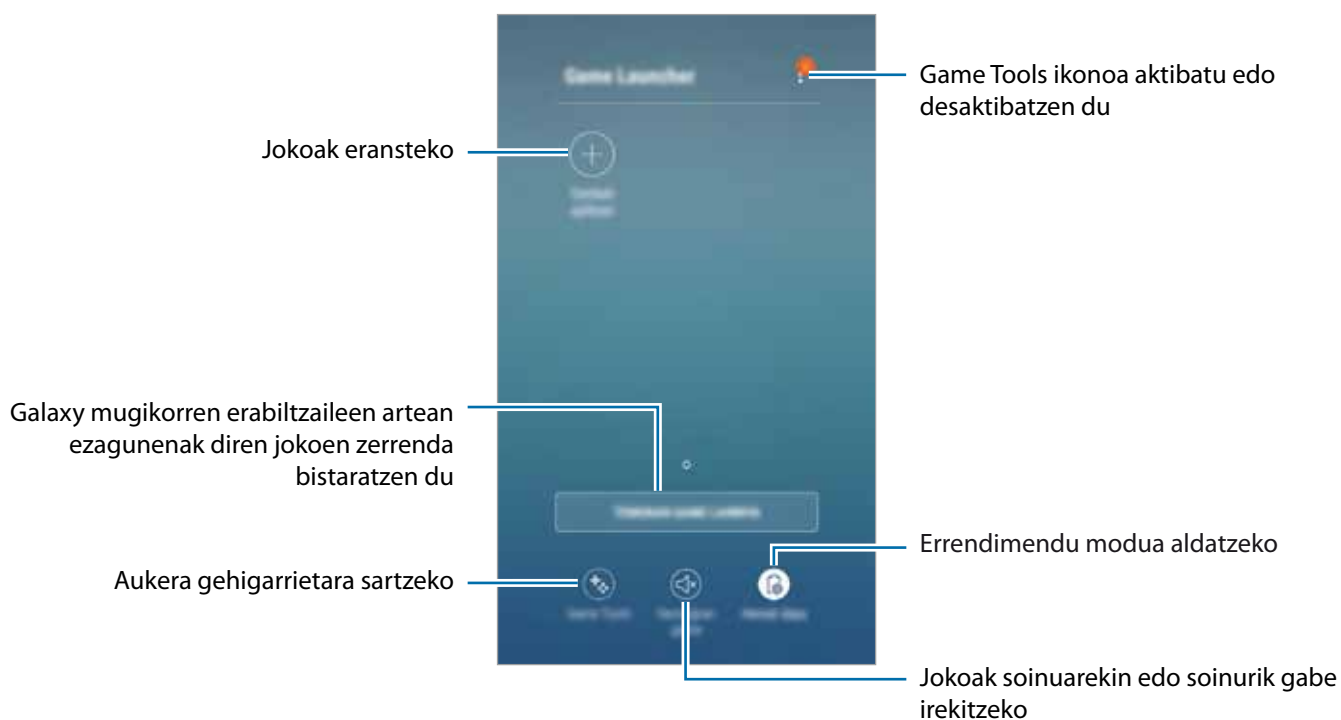 Game Launcher
Game Tools ikonoa aktibatu edo
desaktibatzen du
Jokoak eransteko
Galaxy mugikorren erabiltzaileen artean
ezagunenak diren jokoen zerrenda
bistaratzen du
Errendimendu modua aldatzeko
Aukera gehigarrietara sartzeko
Game Tools
Jokoak soinuarekin edo soinurik gabe
irekitzeko